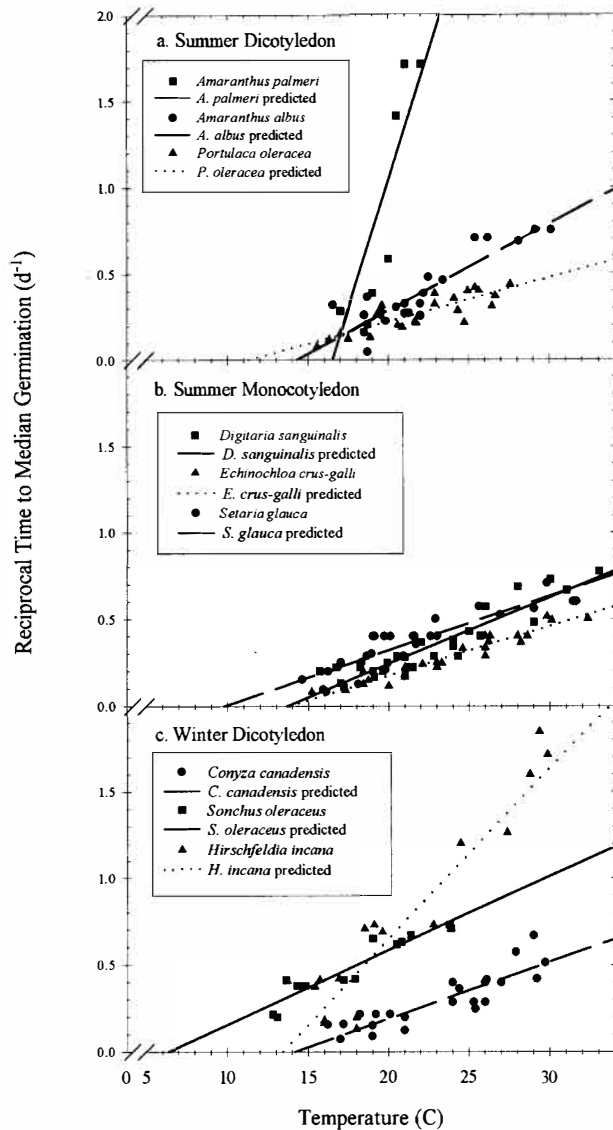 2.0
a. Summer Dicotyledon
Amaranthus palmeri
A. palmeri predicted
1.5
Amaranthus albus
A. albus predicted
Portulaca oleracea
P. oleracea predicted
1.0
0.5
0.0
b. Summer Monocotyledon
Digitaria sanguinalis
1.5
D. sanguinalis predicted
Echinochloa crus-galli
E. crus-galli predicted
Setaria glauca
1.0
S. glauca predicted
0.5
0.0
c. Winter Dicotyledon
Conyza canadensis
C. canadensis predicted
1.5
Sonchus oleraceus
S. oleraceus predicted
Hirschfeldia incana
H. incana predicted
1.0
0.5
0.0
0 5 10 15 20 25 30
Temperature (C)
Reciprocal Time to Median Germination (d-1)